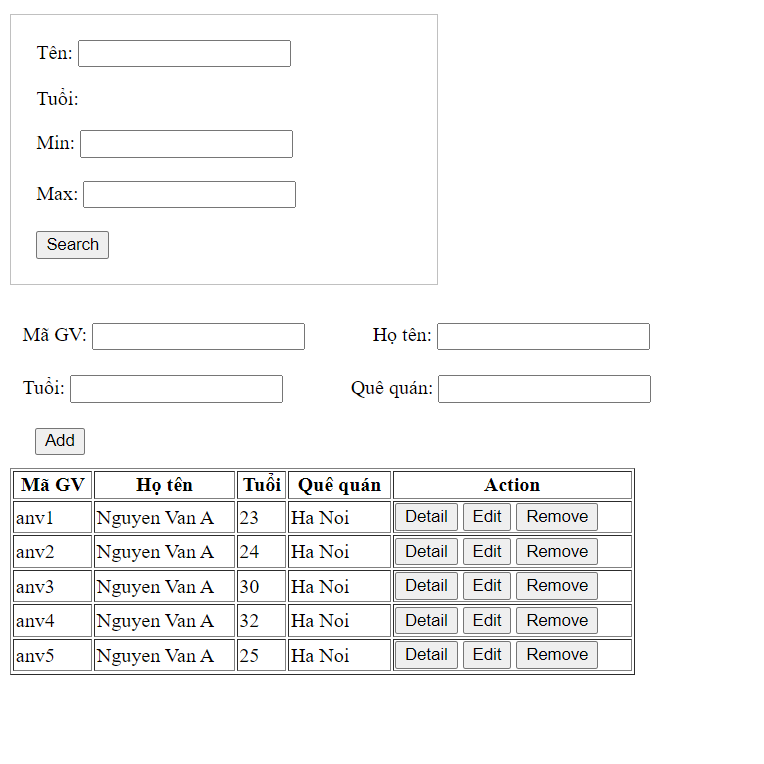 Tên:
Tuổi:
Min:
Max:
Search
Mã GV: Họ tên:
Tuổi: Quê quán:
Add
Mã GV Họ tên Tuổi Quê quán Action
anv1 Nguyen Van A 23 Ha Noi Detail Edit Remove
anv2 Nguyen Van A 24 Ha Noi Detail Edit Remove
anv3 Nguyen Van A 30 Ha Noi Detail Edit Remove
anv4 Nguyen Van A 32 Ha Noi Detail Edit Remove
anv5 Nguyen Van A 25 Ha Noi Detail Edit Remove